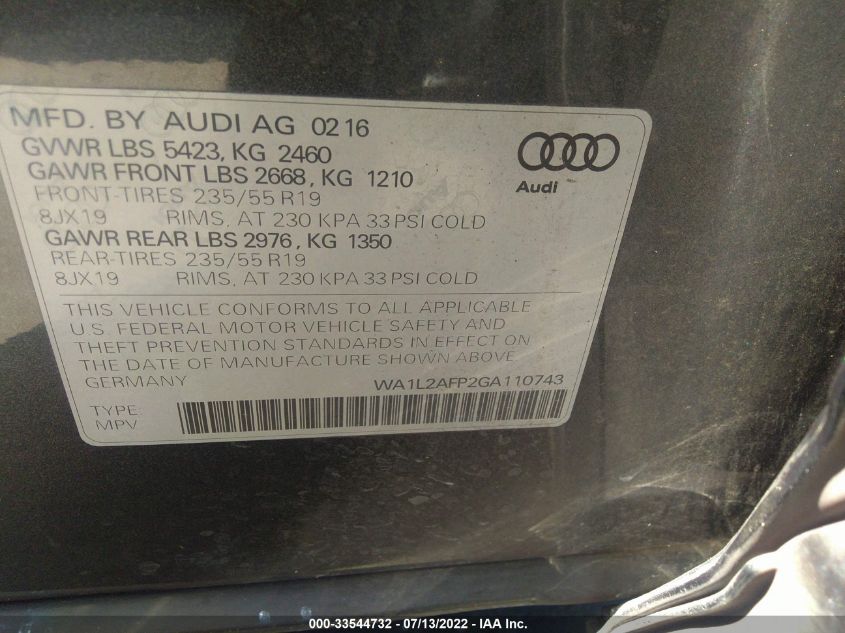 MFD. BY AUDI AG 02 16
GVWR LBS 5423, KG 2460
GAWR FRONT LBS 2668, KG 1210
FRONT-TIRES 235/55 R19
8JX19 RIMS, AT 230 KPA 33 PSI COLD
GAWR REAR LBS 2976, KG 1350
REAR-TIRES 235/55 R19
8JX19 RIMS, AT 230 KPA 33 PSI COLD
Audi
THIS VEHICLE CONFORMS TO ALL APPLICABLE
U.S. FEDERAL MOTOR VEHICLE SAFETY AND
THEFT PREVENTION STANDARDS IN EFFECT ON
THE DATE OF MANUFACTURE SHOWN ABOVE.
GERMANY WA1L2AFP2GA110743
TYPE:
MPV
000-33544732 - 07/13/2022 - IAA Inc.